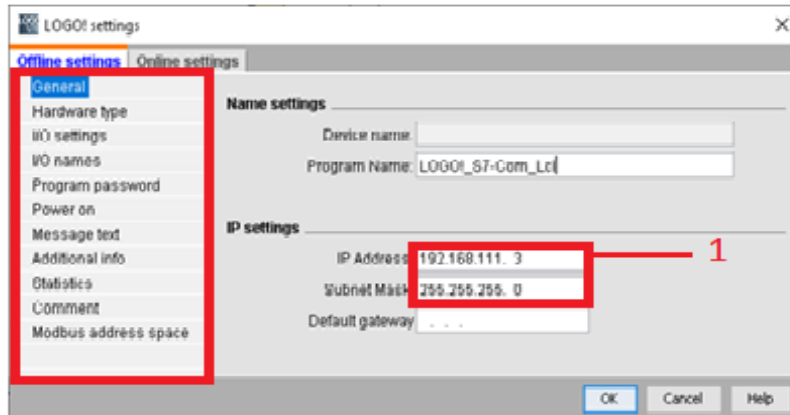 LOGO! settings
Offline settings Online settings
General
Hardware type
I/O settings
I/O names
Program password
Power on
Message text
Additional info
Statistics
Comment
Modbus address space
Name settings
Device name:
Program Name: LOGO!_S7-Com_Lcl
IP settings
IP Address: 192.168.111. 3
Subnet Mask: 255.255.255. 0
Default gateway . . .
1
OK Cancel Help